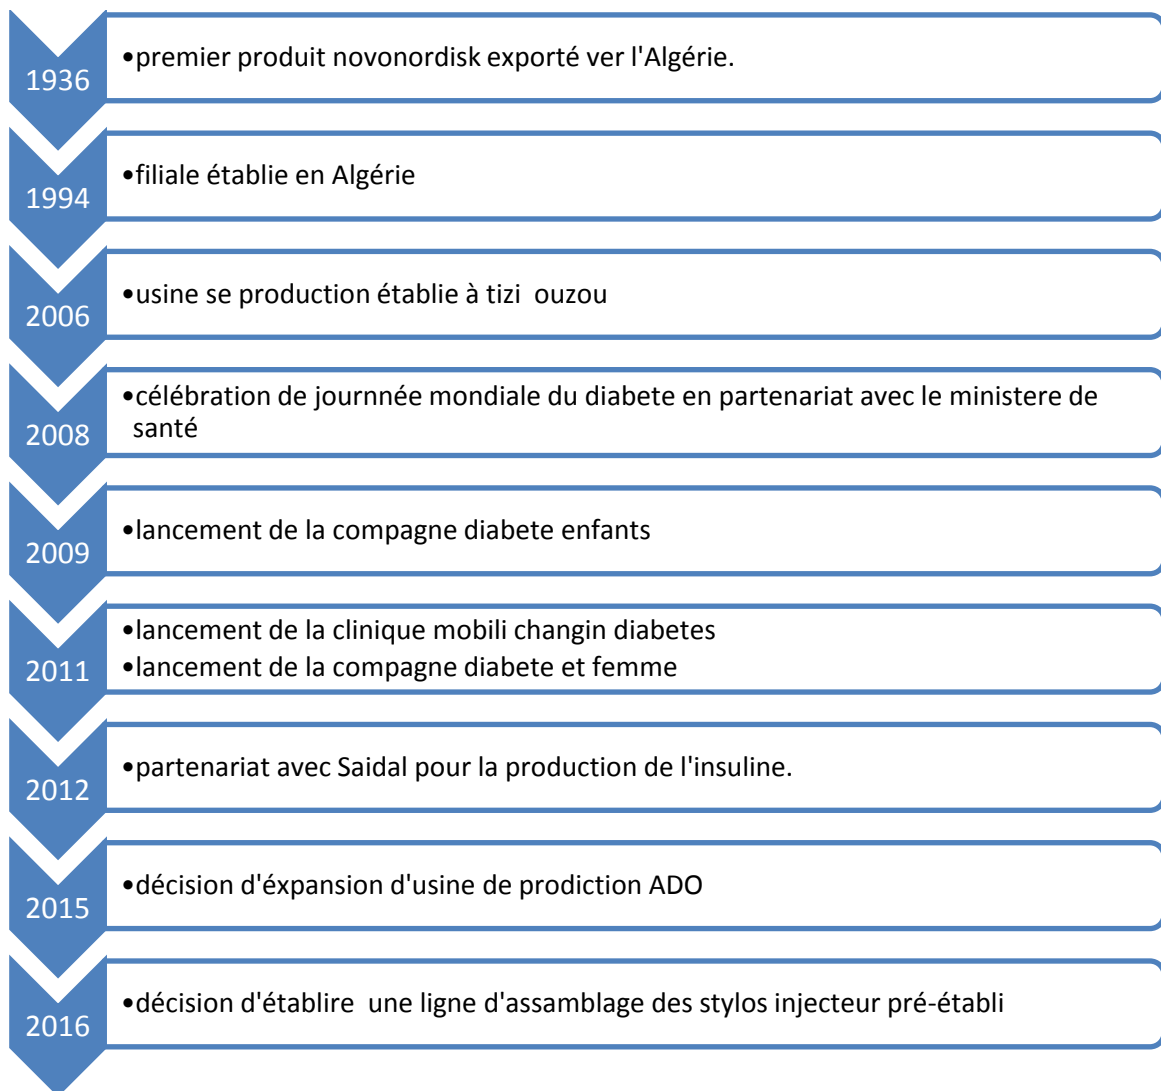 1936
•premier produit novonordisk exporté ver l'Algérie.
1994
•filiale établie en Algérie
2006
•usine se production établie à tizi  ouzou
2008
•célébration de journnée mondiale du diabete en partenariat avec le ministere de
santé
2009
•lancement de la compagne diabete enfants
2011
•lancement de la clinique mobili changin diabetes
•lancement de la compagne diabete et femme
2012
•partenariat avec Saidal pour la production de l'insuline.
2015
•décision d'éxpansion d'usine de prodiction ADO
2016
•décision d'établire  une ligne d'assamblage des stylos injecteur pré-établi